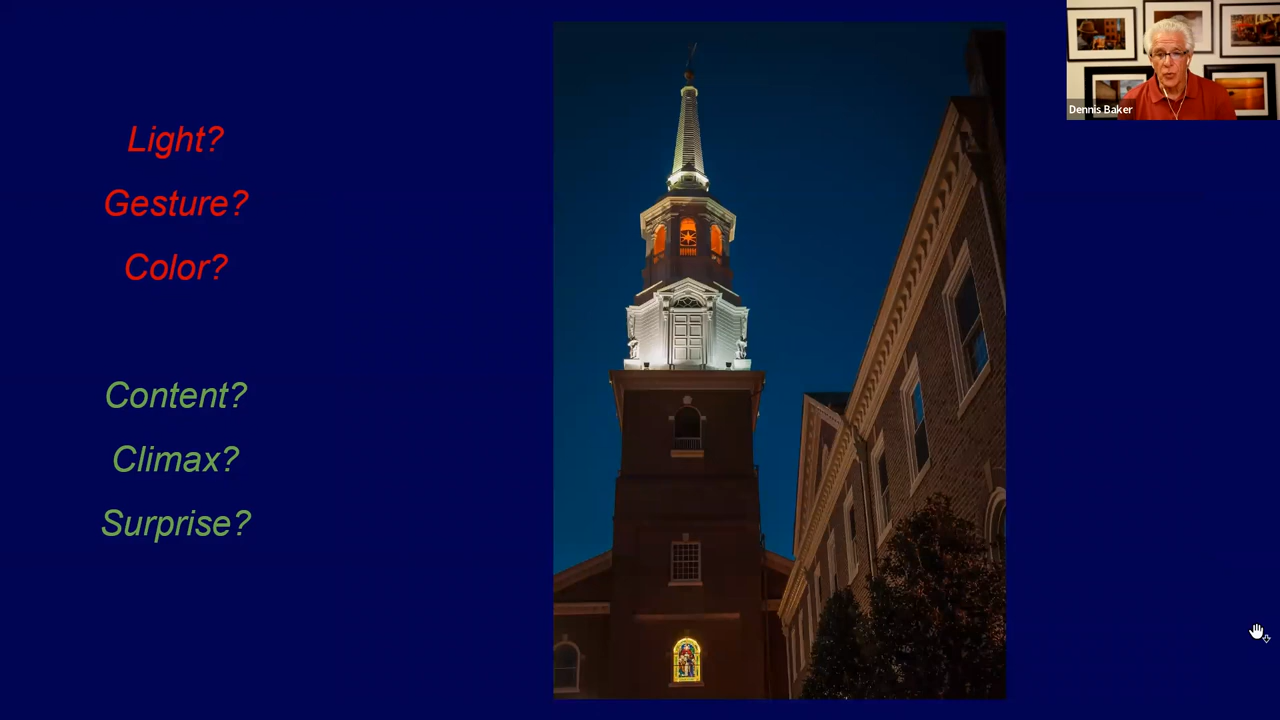 Light?
Gesture?
Color?
Content?
Climax?
Surprise?
Dennis Baker